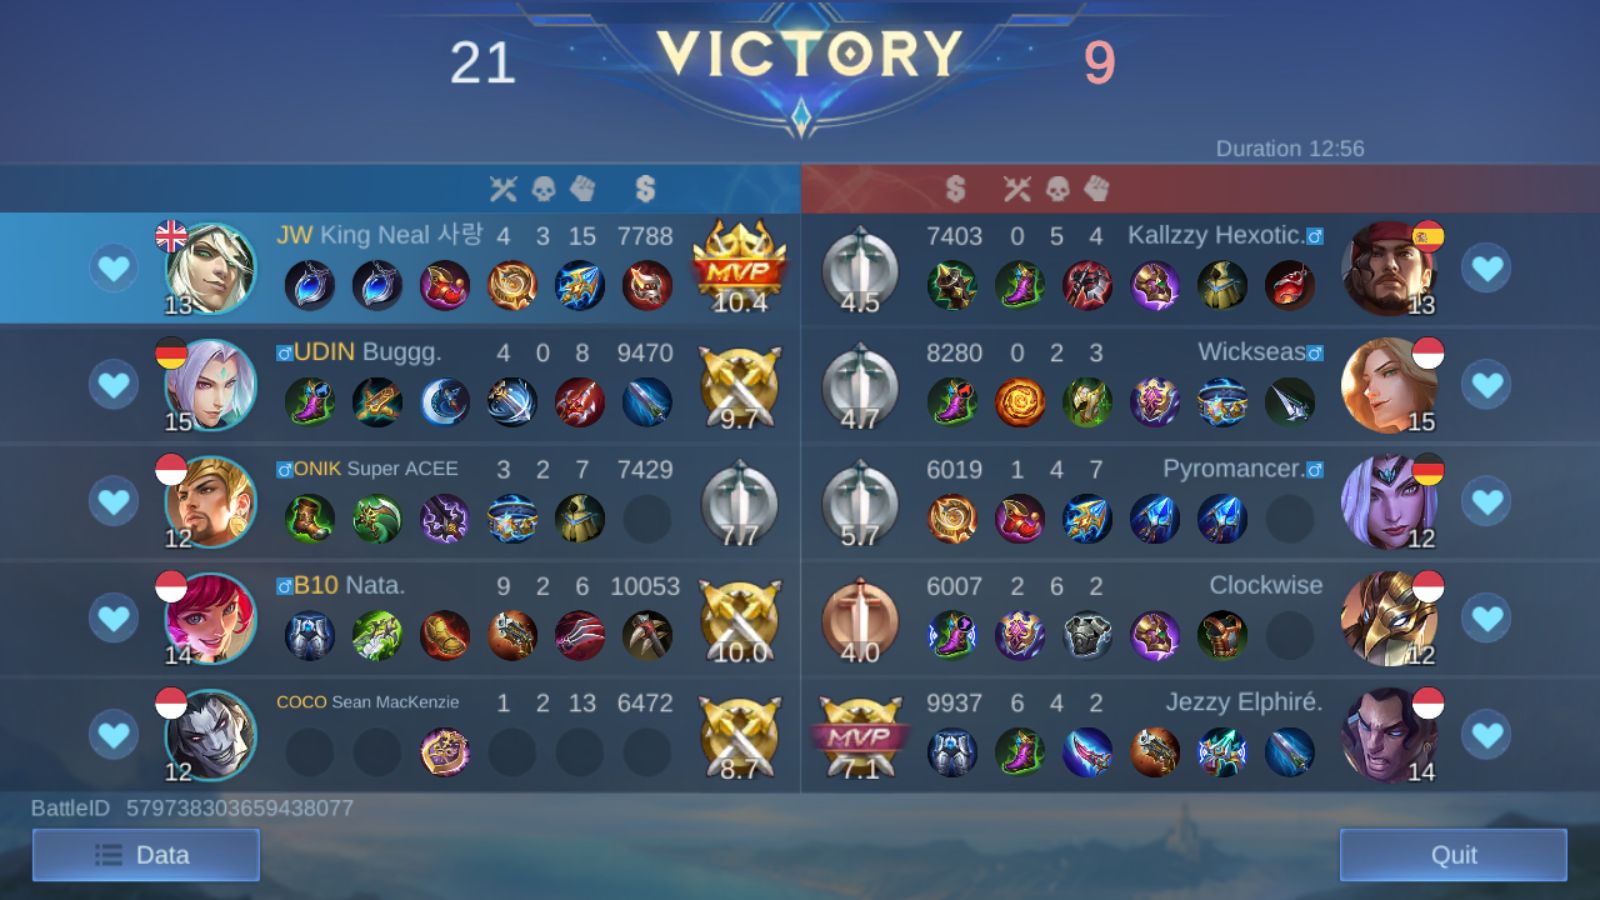 21 VICTORY 9
Duration 12:56
JW King Neal 사랑 4 3 15 7788 MVP 10.4
13
4.5 7403 0 5 4 Kallzzy Hexotic.♂
13
♂UDIN Buggg. 4 0 8 9470 9.7
15
4.7 8280 0 2 3 Wickseas♂
15
♂ONIK Super ACEE 3 2 7 7429 7.7
12
5.7 6019 1 4 7 Pyromancer.♂
12
♂B10 Nata. 9 2 6 10053 10.0
14
4.0 6007 2 6 2 Clockwise
12
COCO Sean MacKenzie 1 2 13 6472 8.7
12
MVP 7.1 9937 6 4 2 Jezzy Elphiré.
14
BattleID 579738303659438077
Data
Quit